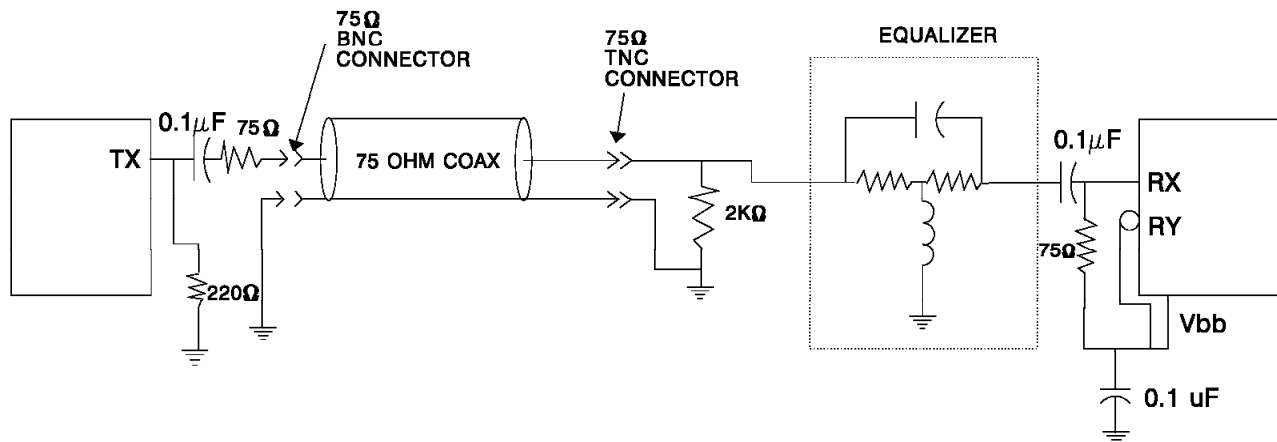 75Ω
BNC
CONNECTOR
75Ω
TNC
CONNECTOR
EQUALIZER
0.1μF
75Ω
TX
75 OHM COAX
0.1μF
RX
RY
2KΩ
75Ω
220Ω
Vbb
0.1 uF